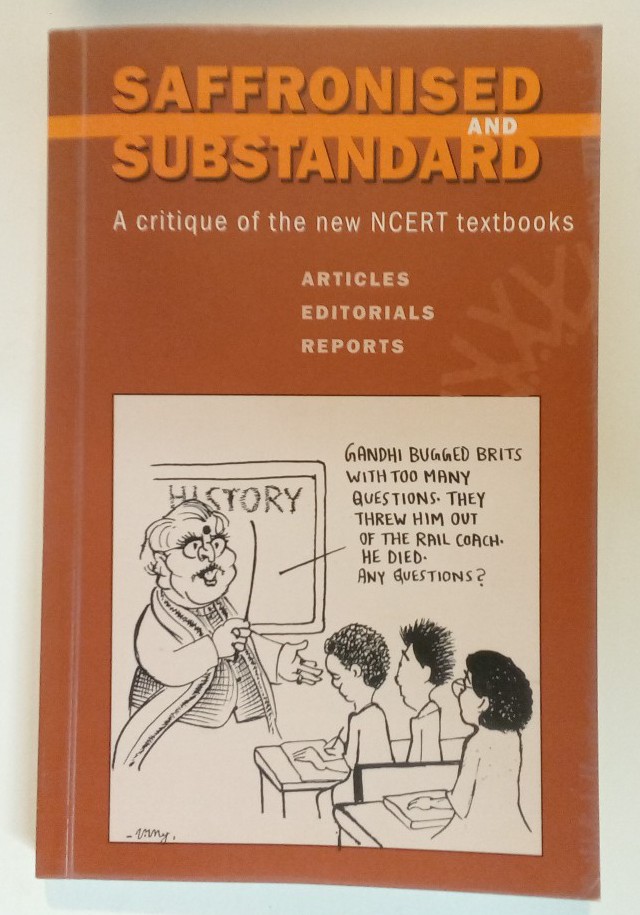 SAFFRONISED
AND
SUBSTANDARD
A critique of the new NCERT textbooks
ARTICLES
EDITORIALS
REPORTS
HISTORY
GANDHI BUGGED BRITS
WITH TOO MANY
QUESTIONS. THEY
THREW HIM OUT
OF THE RAIL COACH.
HE DIED.
ANY QUESTIONS?